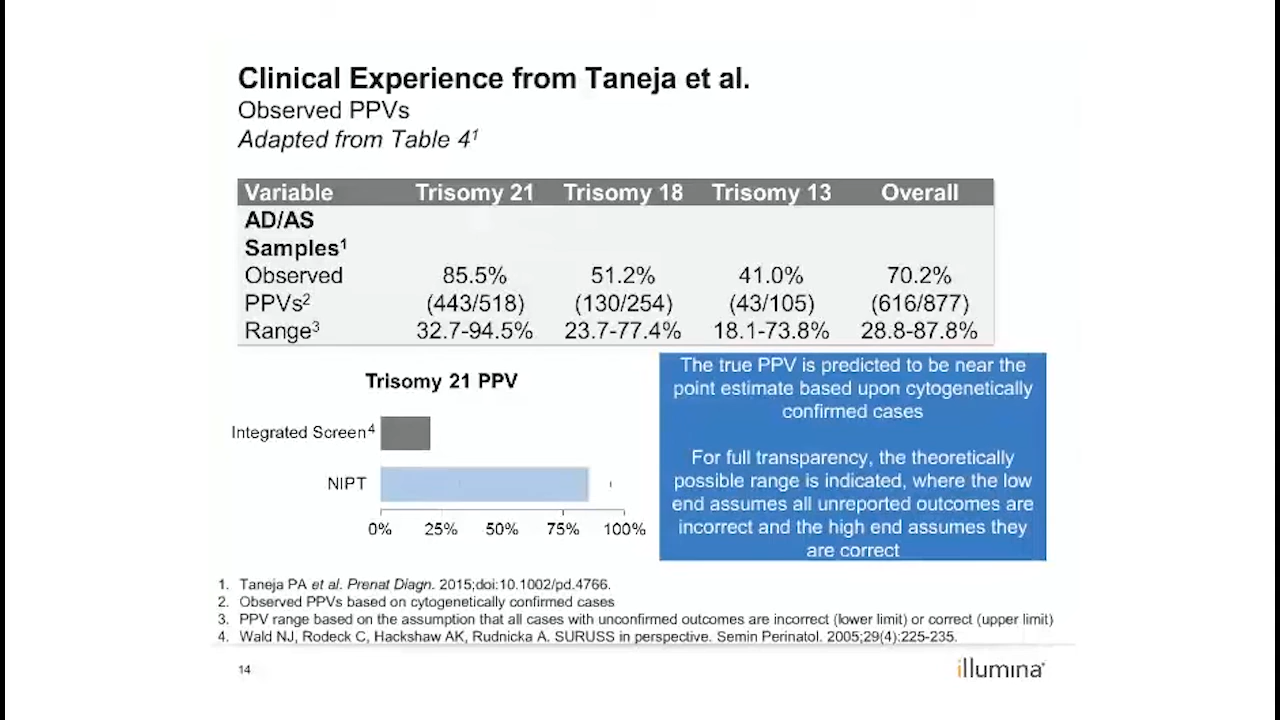 Clinical Experience from Taneja et al.
Observed PPVs
Adapted from Table 4¹
Variable Trisomy 21 Trisomy 18 Trisomy 13 Overall
AD/AS
Samples¹
Observed 85.5% 51.2% 41.0% 70.2%
PPVs² (443/518) (130/254) (43/105) (616/877)
Range³ 32.7-94.5% 23.7-77.4% 18.1-73.8% 28.8-87.8%
Trisomy 21 PPV
Integrated Screen⁴
NIPT
0% 25% 50% 75% 100%
The true PPV is predicted to be near the
point estimate based upon cytogenetically
confirmed cases
For full transparency, the theoretically
possible range is indicated, where the low
end assumes all unreported outcomes are
incorrect and the high end assumes they
are correct
1. Taneja PA et al. Prenat Diagn. 2015;doi:10.1002/pd.4766.
2. Observed PPVs based on cytogenetically confirmed cases
3. PPV range based on the assumption that all cases with unconfirmed outcomes are incorrect (lower limit) or correct (upper limit)
4. Wald NJ, Rodeck C, Hackshaw AK, Rudnicka A. SURUSS in perspective. Semin Perinatol. 2005;29(4):225-235.
14
illumina